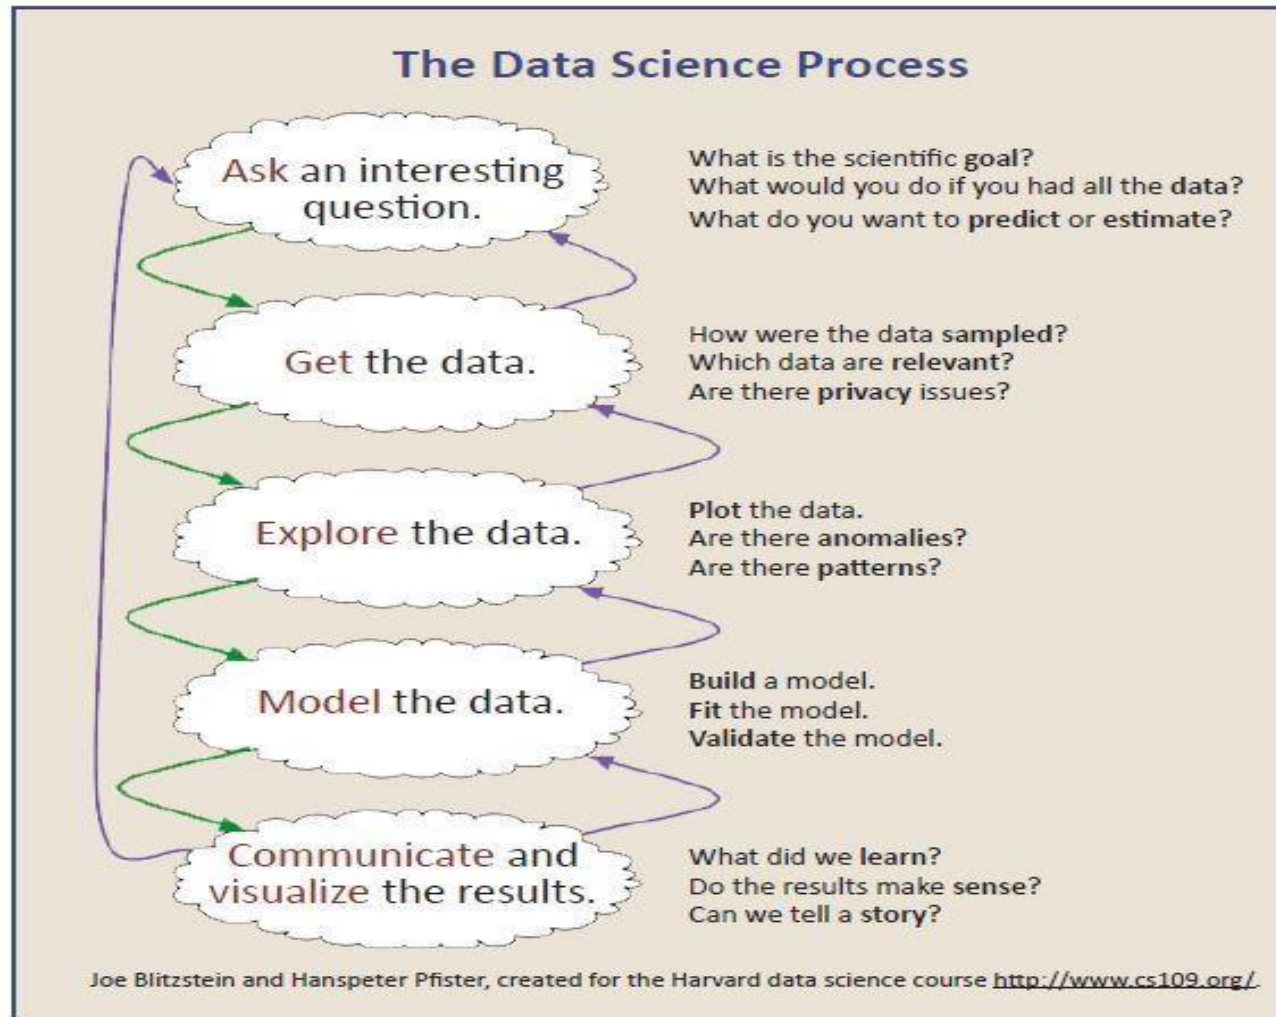 The Data Science Process
Ask an interesting
question.
What is the scientific goal?
What would you do if you had all the data?
What do you want to predict or estimate?
Get the data.
How were the data sampled?
Which data are relevant?
Are there privacy issues?
Explore the data.
Plot the data.
Are there anomalies?
Are there patterns?
Model the data.
Build a model.
Fit the model.
Validate the model.
Communicate and
visualize the results.
What did we learn?
Do the results make sense?
Can we tell a story?
Joe Blitzstein and Hanspeter Pfister, created for the Harvard data science course http://www.cs109.org/.